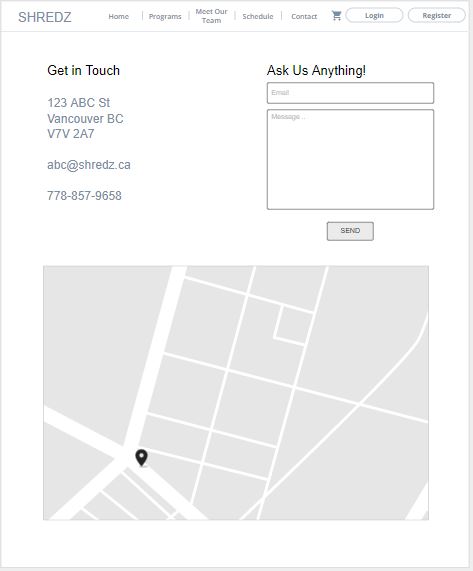 SHREDZ
Home
Programs
Meet Our
Team
Schedule
Contact
Login
Register
Get in Touch
123 ABC St
Vancouver BC
V7V 2A7
abc@shredz.ca
778-857-9658
Ask Us Anything!
Email
Message ..
SEND